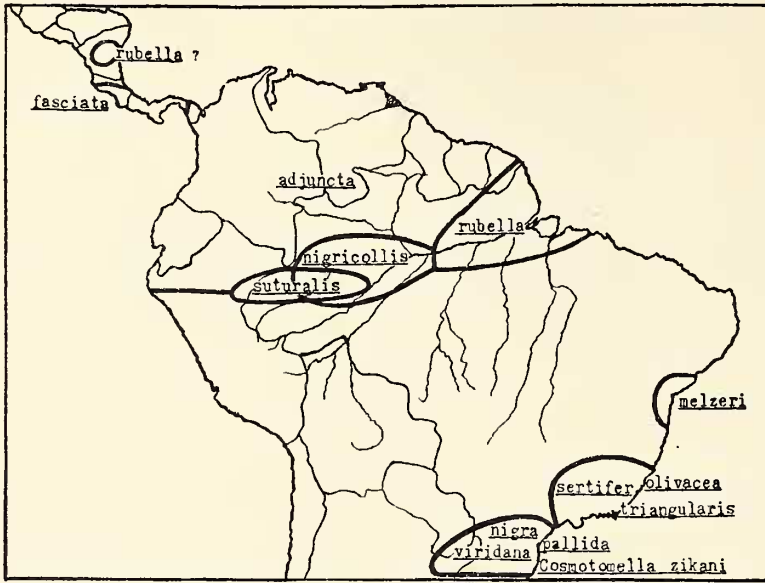 rubella ?
fasciata
adjuncta
rubella
nigricollis
suturalis
melzeri
sertifer olivacea
triangularis
nigra
pallida
viridana
Cosmotomella zikani